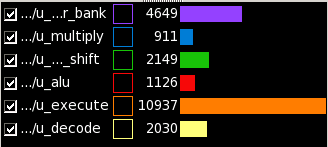 .../u_...r_bank 4649
.../u_multiply 911
.../u_..._shift 2149
.../u_alu 1126
.../u_execute 10937
.../u_decode 2030